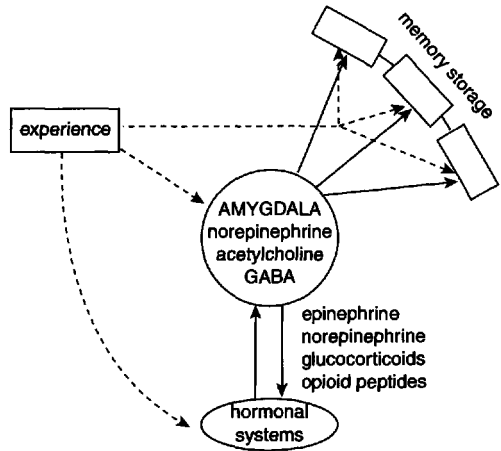 memory storage
experience
AMYGDALA
norepinephrine
acetylcholine
GABA
epinephrine
norepinephrine
glucocorticoids
opioid peptides
hormonal
systems